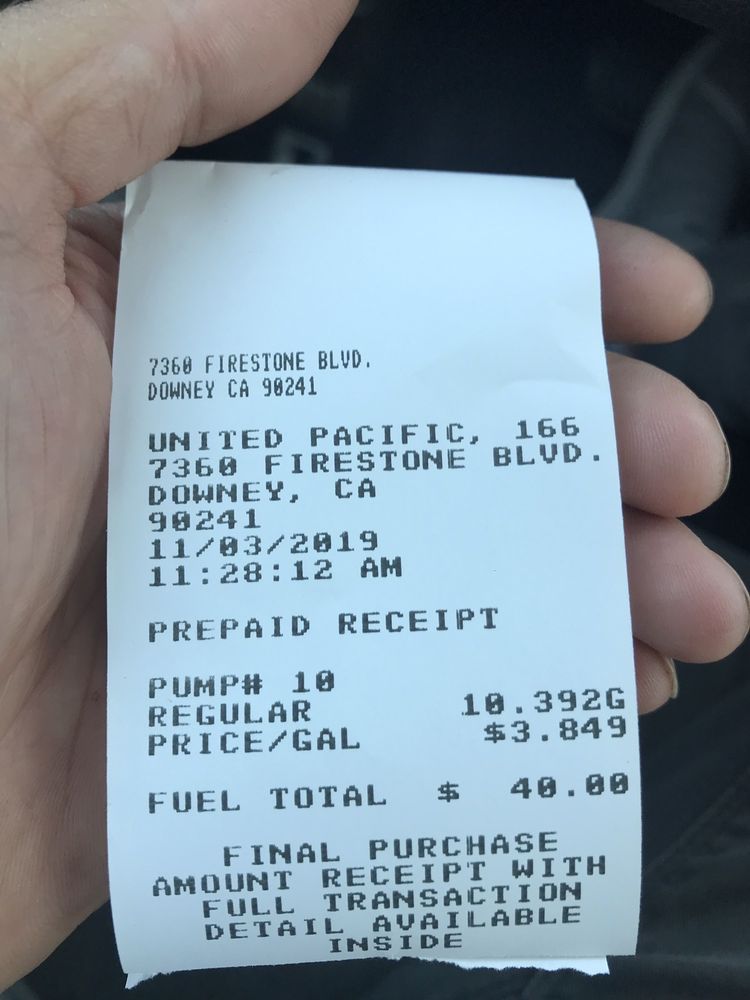 7360 FIRESTONE BLVD.
DOWNEY CA 90241
UNITED PACIFIC, 166
7360 FIRESTONE BLVD.
DOWNEY, CA
90241
11/03/2019
11:28:12 AM
PREPAID RECEIPT
PUMP# 10
REGULAR 10.392G
PRICE/GAL $3.849
FUEL TOTAL $ 40.00
FINAL PURCHASE
AMOUNT RECEIPT WITH
FULL TRANSACTION
DETAIL AVAILABLE
INSIDE